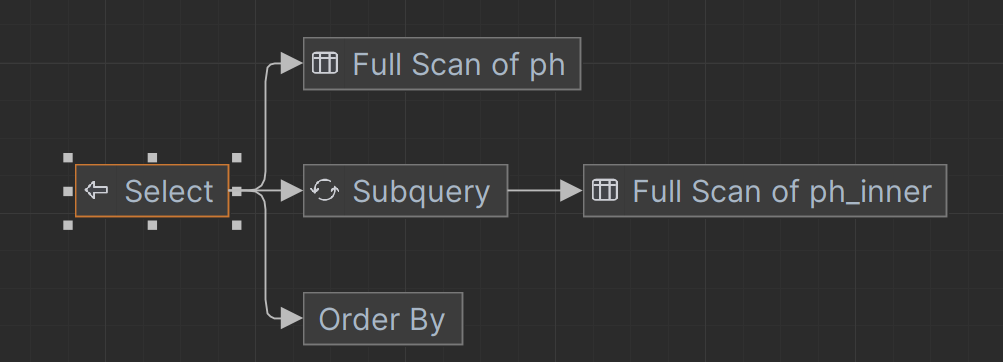 Full Scan of ph
Select
Subquery
Full Scan of ph_inner
Order By